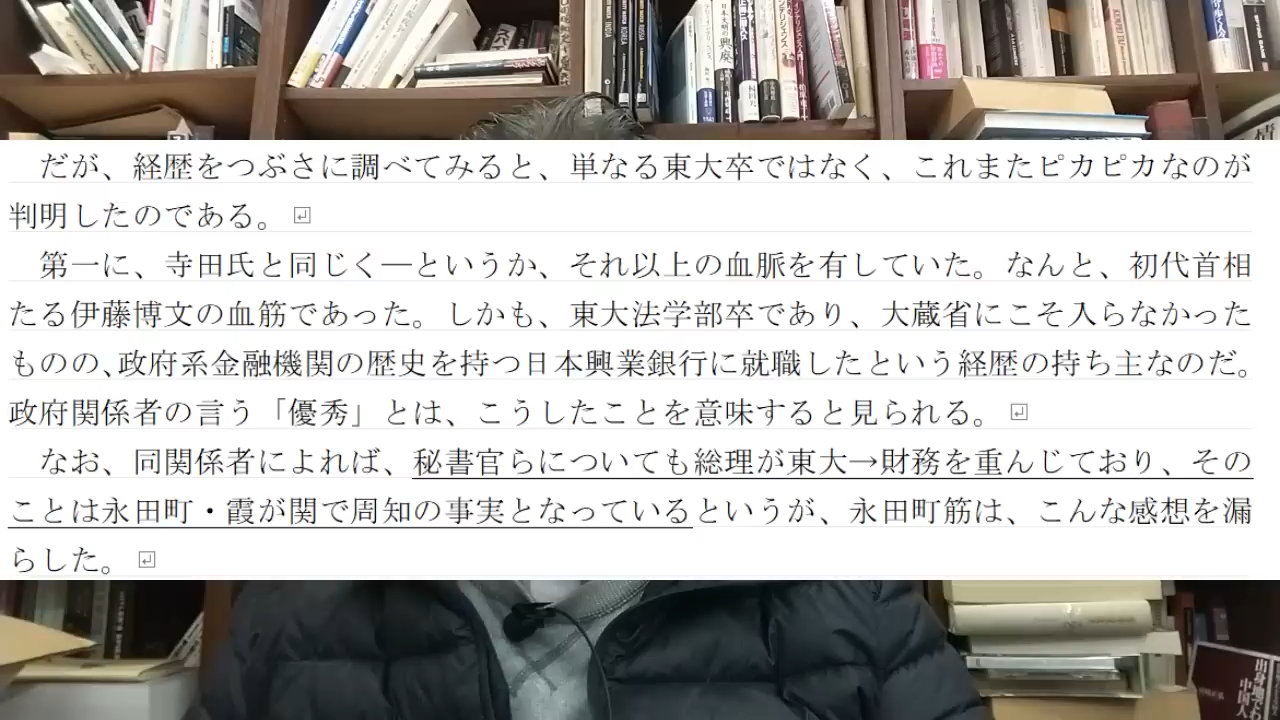 だが、経歴をつぶさに調べてみると、単なる東大卒ではなく、これまたピカピカなのが
判明したのである。
第一に、寺田氏と同じく―というか、それ以上の血脈を有していた。なんと、初代首相
たる伊藤博文の血筋であった。しかも、東大法学部卒であり、大蔵省にこそ入らなかった
ものの、政府系金融機関の歴史を持つ日本興業銀行に就職したという経歴の持ち主なのだ。
政府関係者の言う「優秀」とは、こうしたことを意味すると見られる。
なお、同関係者によれば、秘書官らについても総理が東大→財務を重んじており、その
ことは永田町・霞が関で周知の事実となっているというが、永田町筋は、こんな感想を漏
らした。